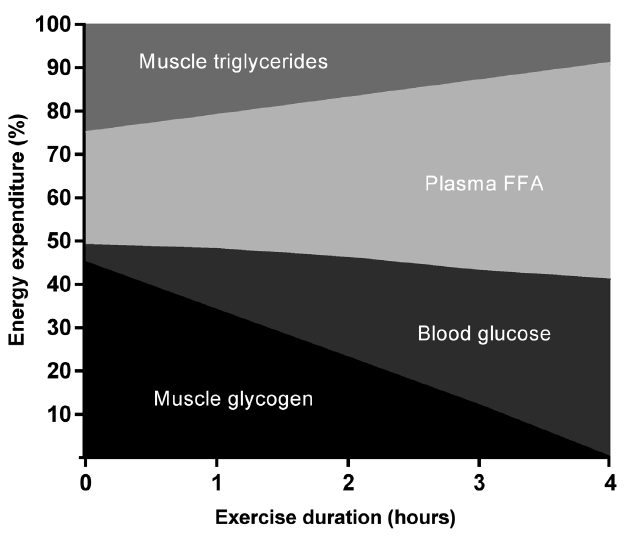 100
90
80
70
60
50
40
30
20
10
Energy expenditure (%)
Muscle triglycerides
Plasma FFA
Blood glucose
Muscle glycogen
0 1 2 3 4
Exercise duration (hours)